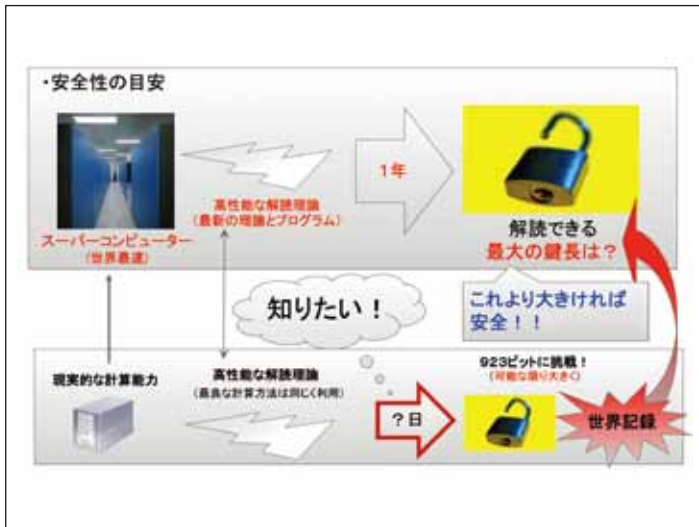 ・安全性の目安
スーパーコンピューター
(世界最速)
高性能な解読理論
(最新の理論とプログラム)
1年
解読できる
最大の鍵長は?
これより大きければ
安全!!
知りたい!
現実的な計算能力
高性能な解読理論
(最良な計算方法は同じく利用)
?日
923ビットに挑戦!
(可能な限り大きく)
世界記録